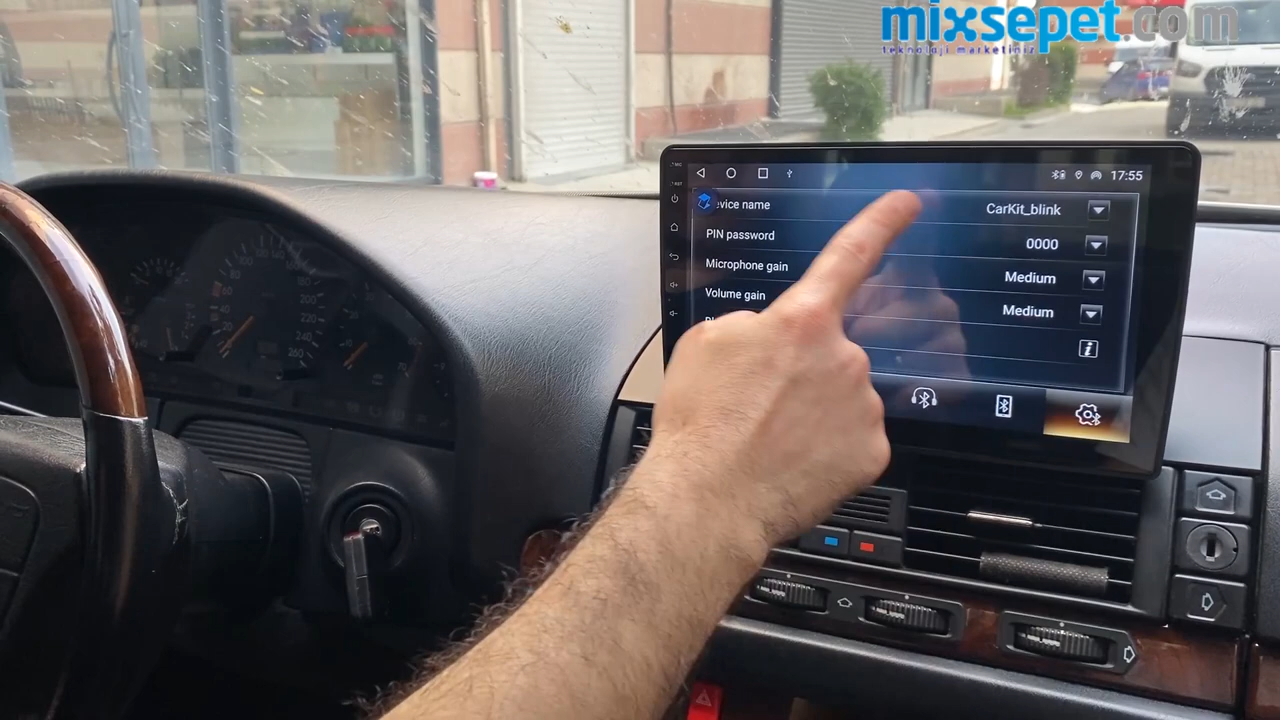 mixsepet.com
teknoloji marketiniz
17:55
evice name
CarKit_blink
PIN password
0000
Microphone gain
Medium
Volume gain
Medium